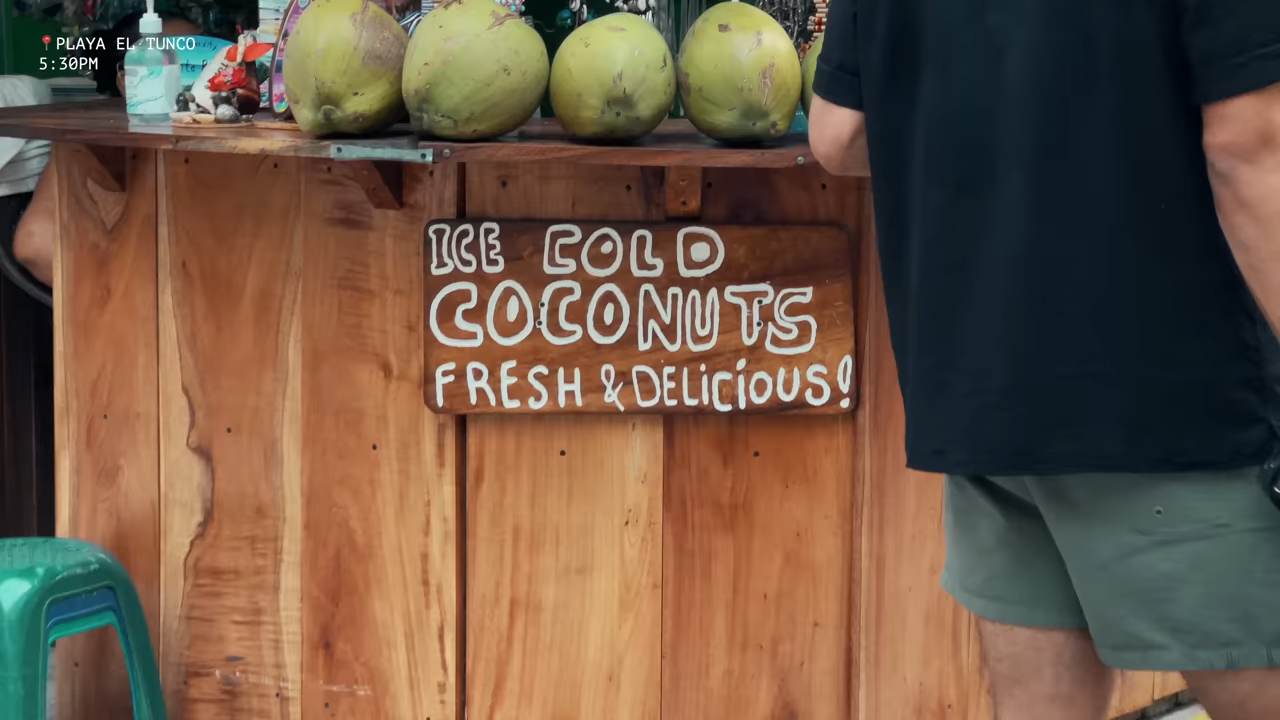 📍PLAYA EL TUNCO
5:30PM
ICE COLD
COCONUTS
FRESH & DELiCiOUS!